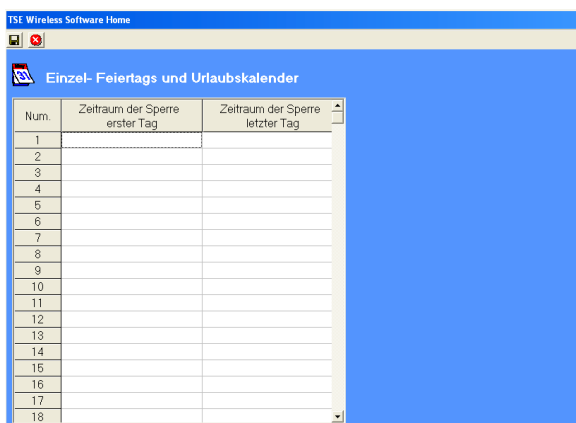 TSE Wireless Software Home
31
Einzel- Feiertags und Urlaubskalender
Num.
Zeitraum der Sperre
erster Tag
Zeitraum der Sperre
letzter Tag
1
2
3
4
5
6
7
8
9
10
11
12
13
14
15
16
17
18